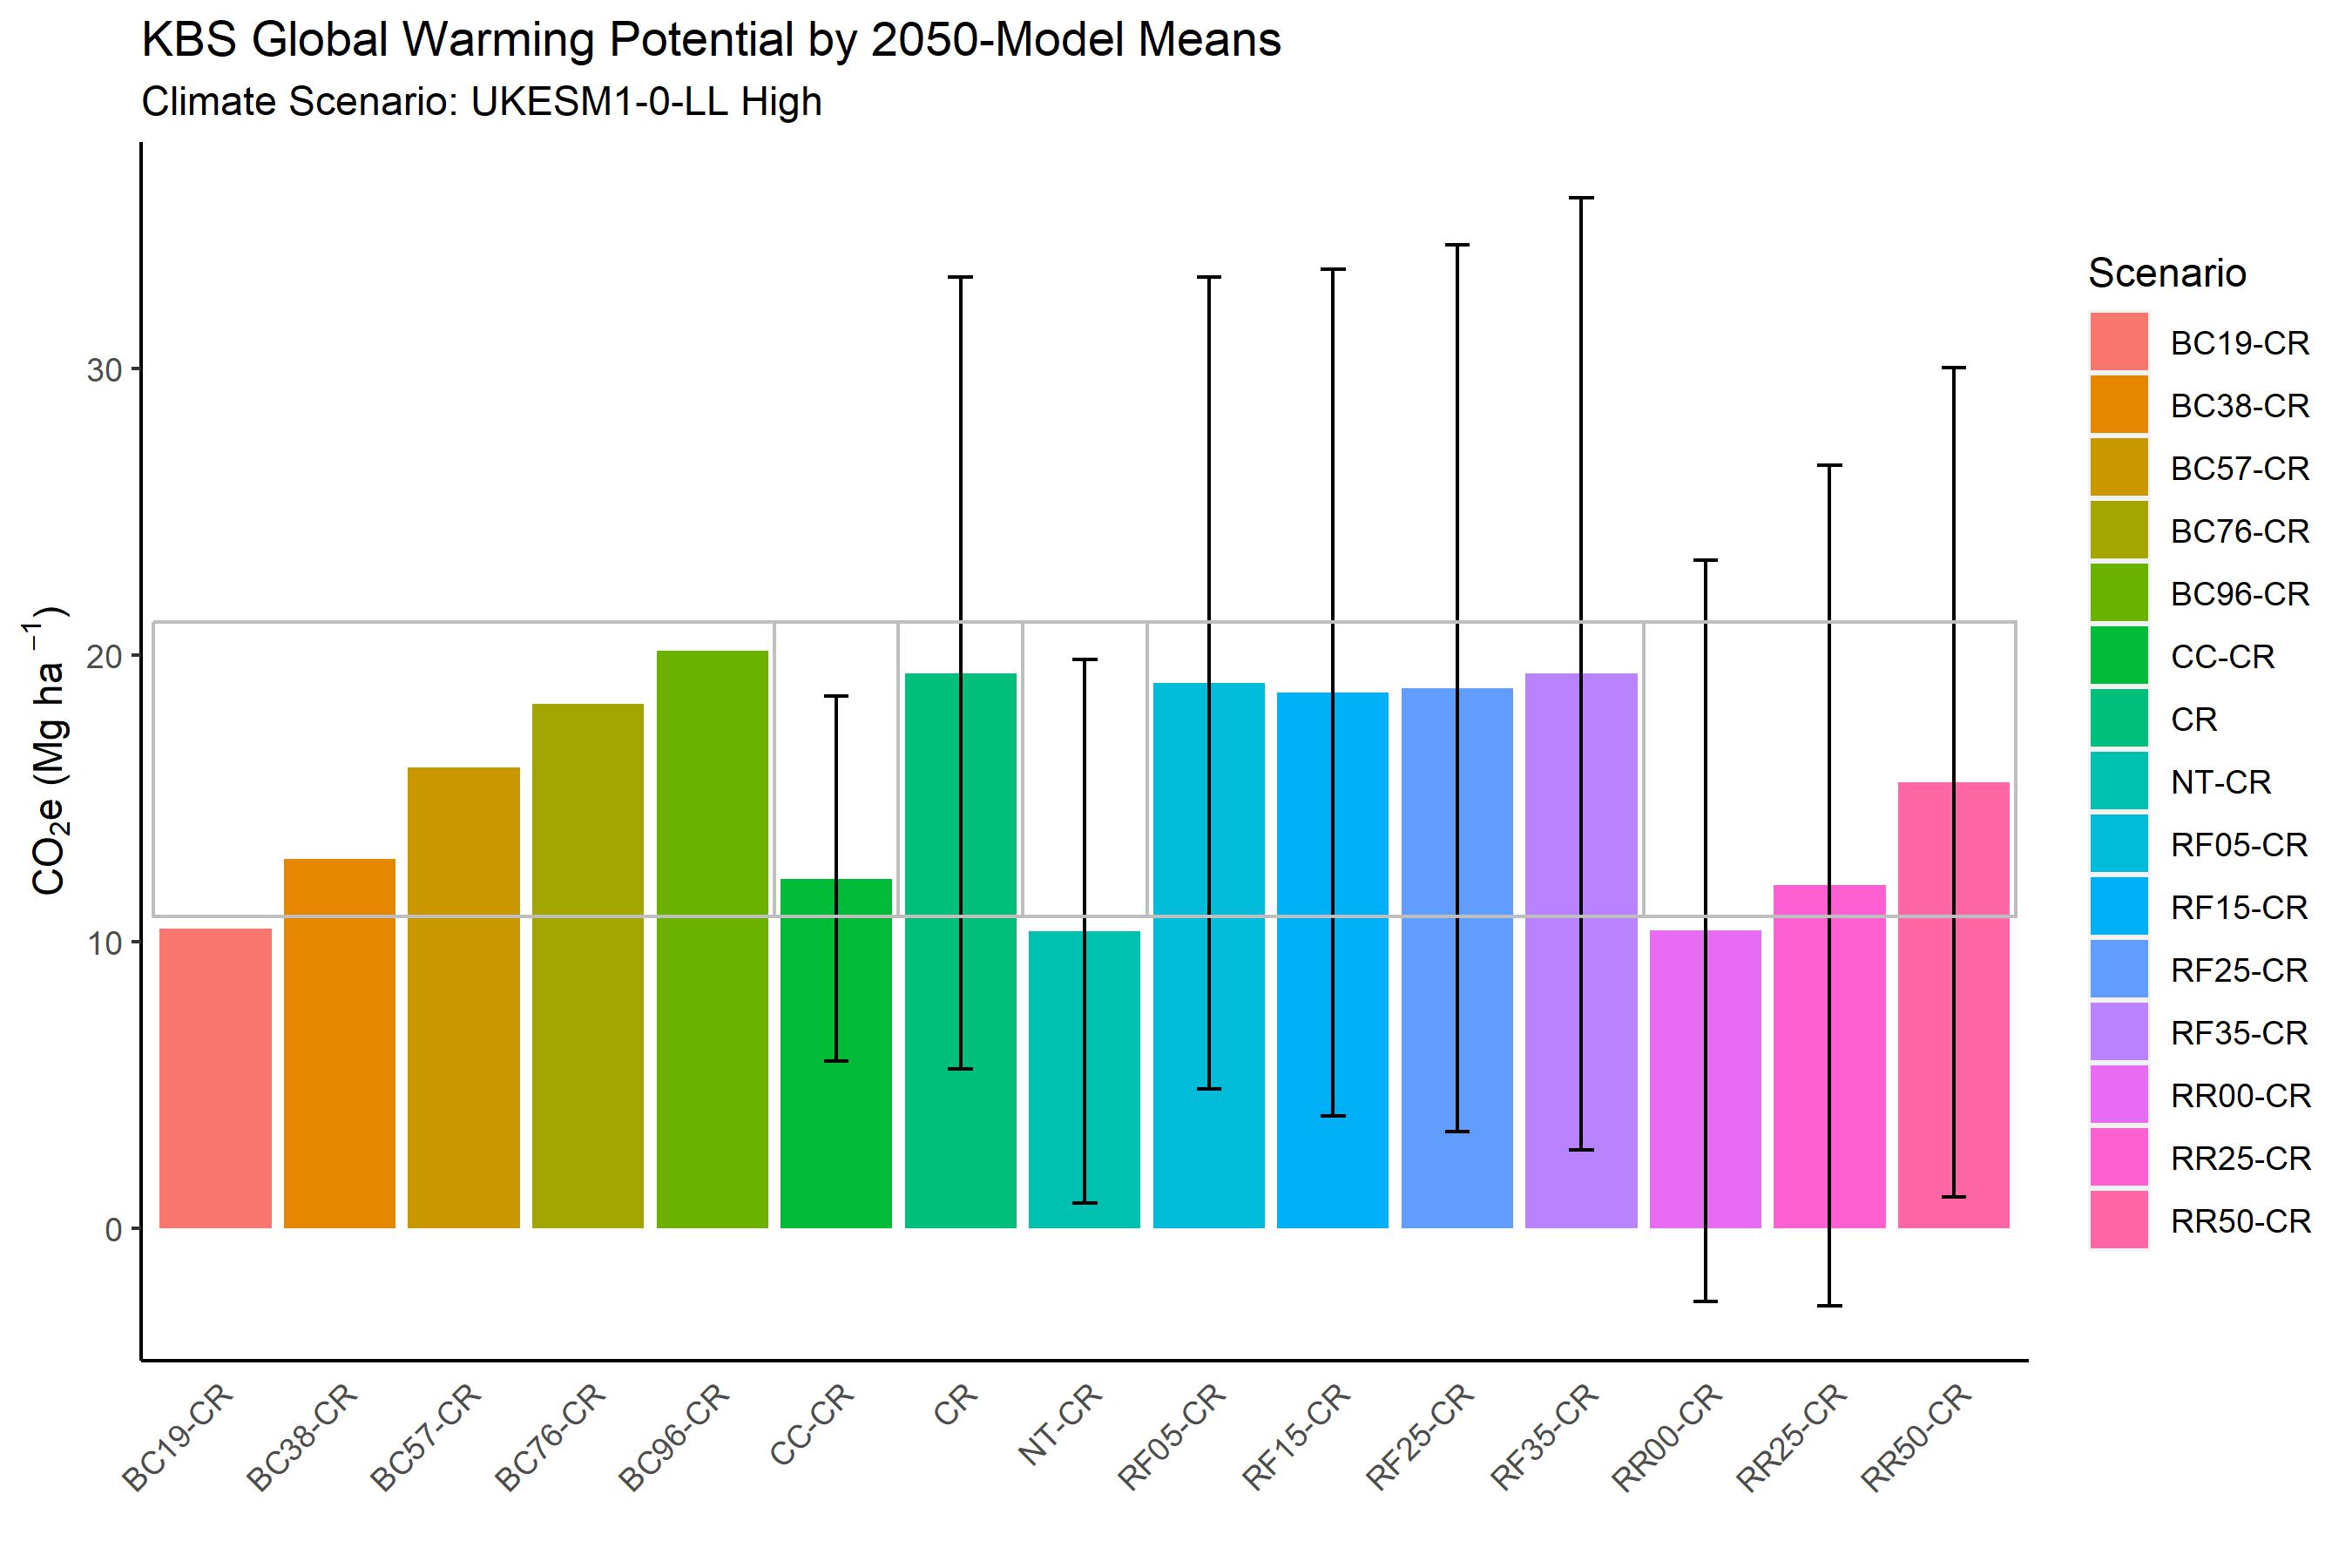 KBS Global Warming Potential by 2050-Model Means
Climate Scenario: UKESM1-0-LL High
CO₂e (Mg ha ⁻¹)
30
20
10
0
BC19-CR
BC38-CR
BC57-CR
BC76-CR
BC96-CR
CC-CR
CR
NT-CR
RF05-CR
RF15-CR
RF25-CR
RF35-CR
RR00-CR
RR25-CR
RR50-CR
Scenario
BC19-CR
BC38-CR
BC57-CR
BC76-CR
BC96-CR
CC-CR
CR
NT-CR
RF05-CR
RF15-CR
RF25-CR
RF35-CR
RR00-CR
RR25-CR
RR50-CR